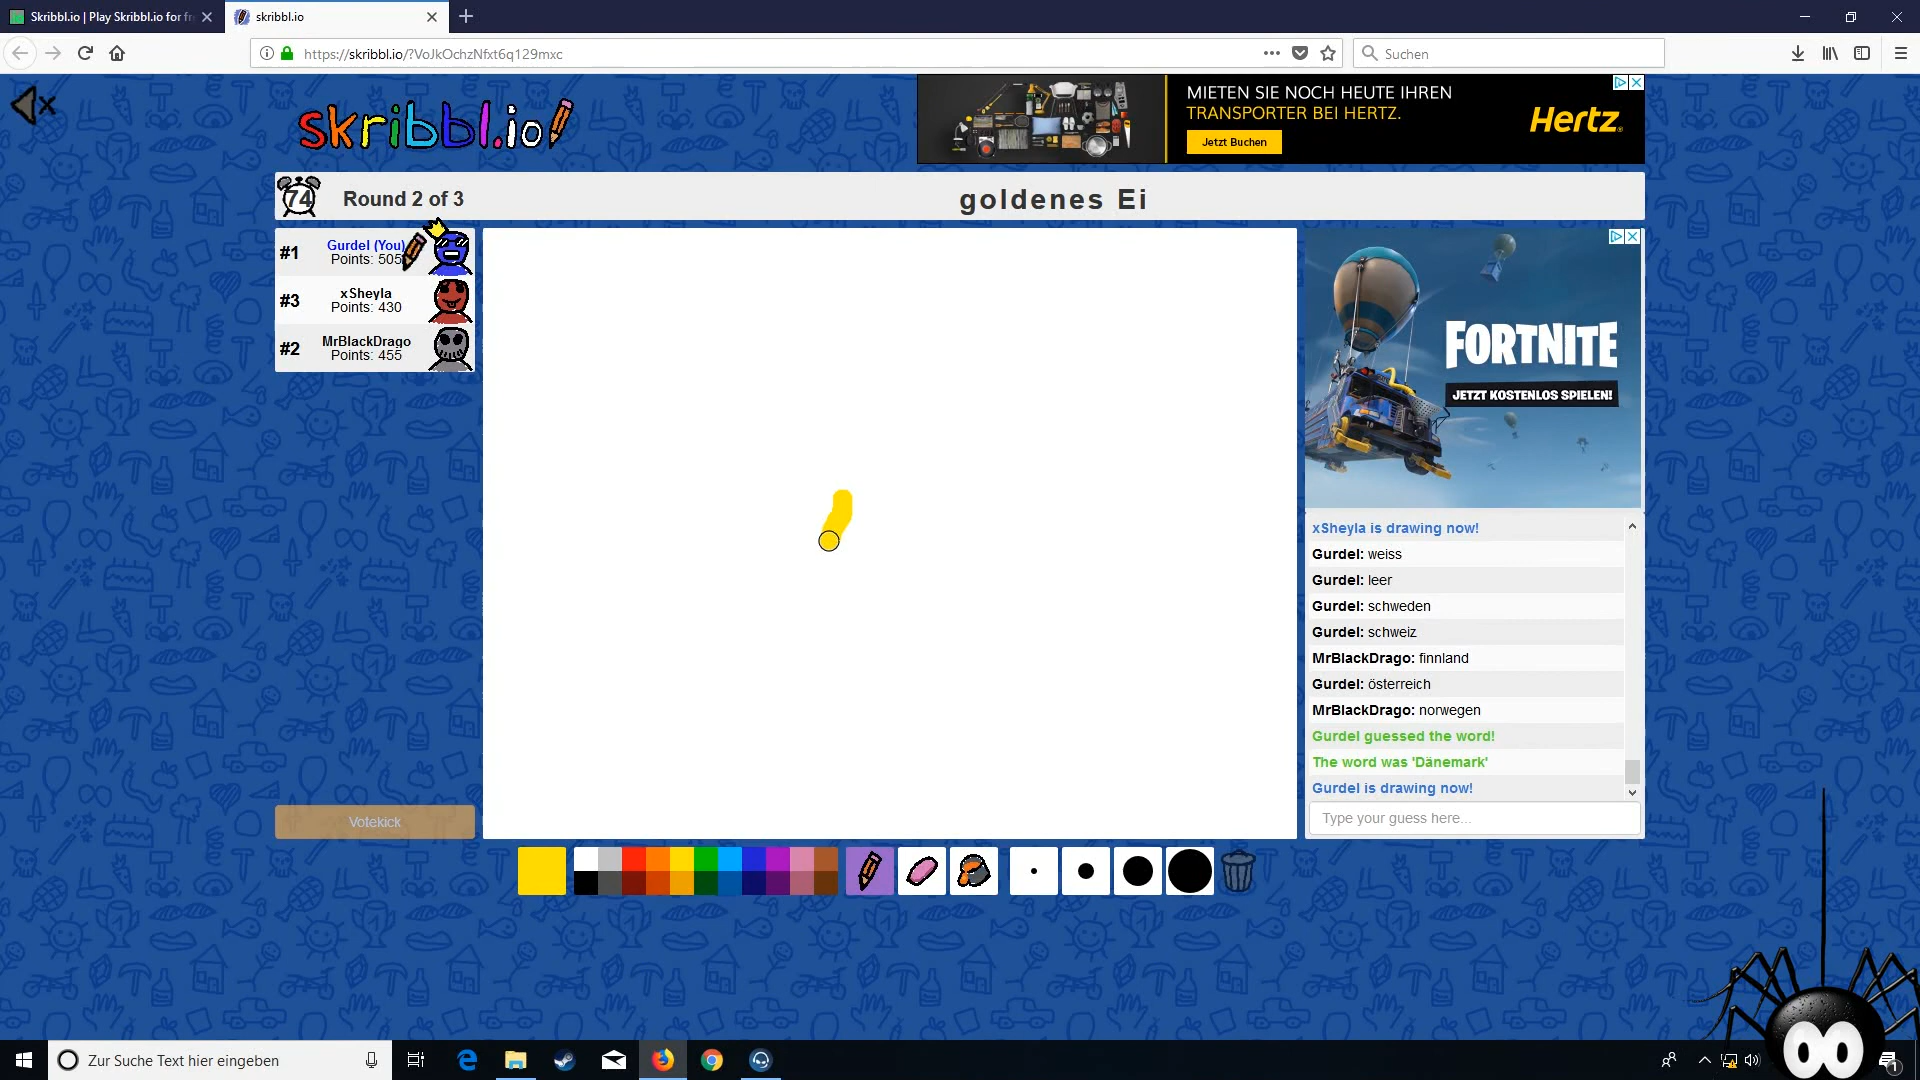 Skribbl.io | Play Skribbl.io for fr
skribbl.io
https://skribbl.io/?VoJkOchzNfxt6q129mxc
Suchen
skribbl.io
MIETEN SIE NOCH HEUTE IHREN
TRANSPORTER BEI HERTZ.
Jetzt Buchen
Hertz.
74
Round 2 of 3
goldenes Ei
#1
Gurdel (You)
Points: 505
#3
xSheyla
Points: 430
#2
MrBlackDrago
Points: 455
Votekick
FORTNITE
JETZT KOSTENLOS SPIELEN!
xSheyla is drawing now!
Gurdel: weiss
Gurdel: leer
Gurdel: schweden
Gurdel: schweiz
MrBlackDrago: finnland
Gurdel: österreich
MrBlackDrago: norwegen
Gurdel guessed the word!
The word was 'Dänemark'
Gurdel is drawing now!
Type your guess here...
Zur Suche Text hier eingeben
1